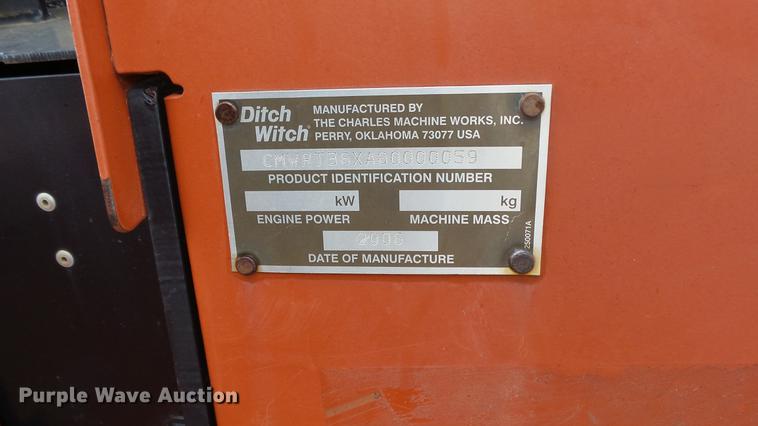 Ditch
Witch®
MANUFACTURED BY
THE CHARLES MACHINE WORKS, INC.
PERRY, OKLAHOMA 73077 USA
PRODUCT IDENTIFICATION NUMBER
kW
kg
ENGINE POWER
MACHINE MASS
DATE OF MANUFACTURE
250071A
Purple Wave Auction®